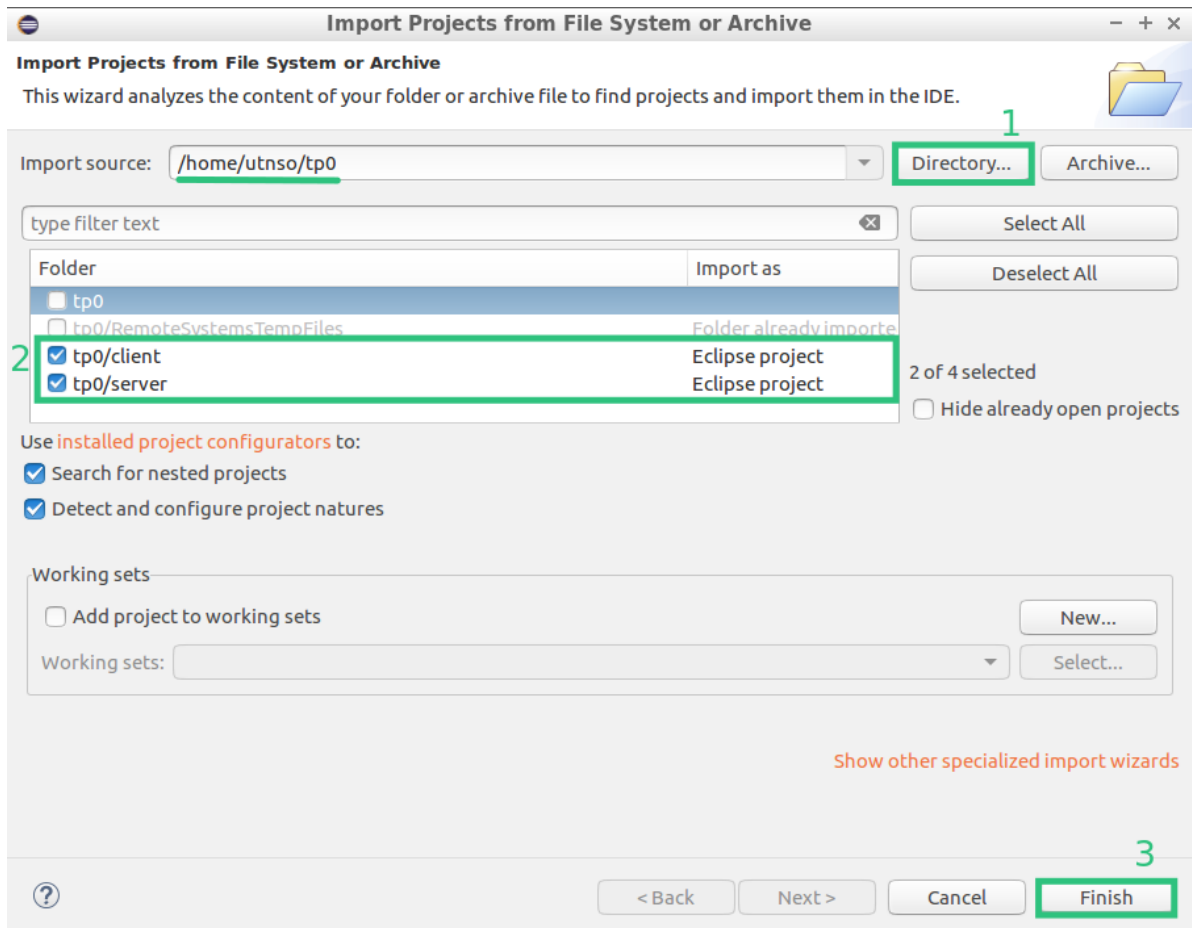 Import Projects from File System or Archive
Import Projects from File System or Archive
This wizard analyzes the content of your folder or archive file to find projects and import them in the IDE.
1
Import source: /home/utnso/tp0 Directory... Archive...
type filter text Select All
Folder Import as Deselect All
tp0
tp0/RemoteSystemsTempFiles Folder already importe
2 tp0/client Eclipse project
tp0/server Eclipse project
2 of 4 selected
Hide already open projects
Use installed project configurators to:
Search for nested projects
Detect and configure project natures
Working sets
Add project to working sets New...
Working sets: Select...
Show other specialized import wizards
3
? < Back Next > Cancel Finish